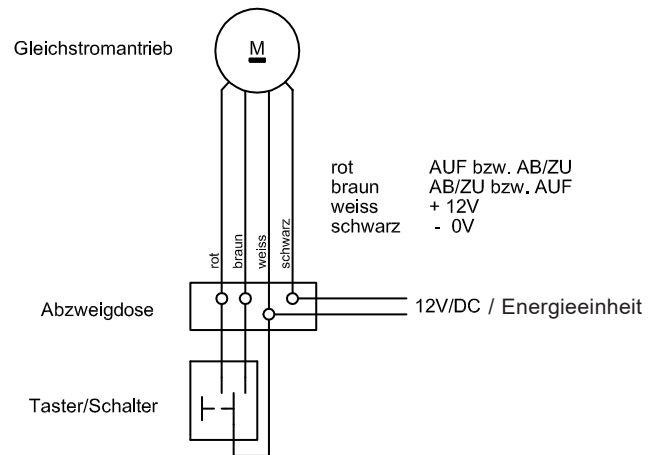 Gleichstromantrieb
M
rot AUF bzw. AB/ZU
braun AB/ZU bzw. AUF
weiss + 12V
schwarz - 0V
rot
braun
weiss
schwarz
Abzweigdose
12V/DC / Energieeinheit
Taster/Schalter